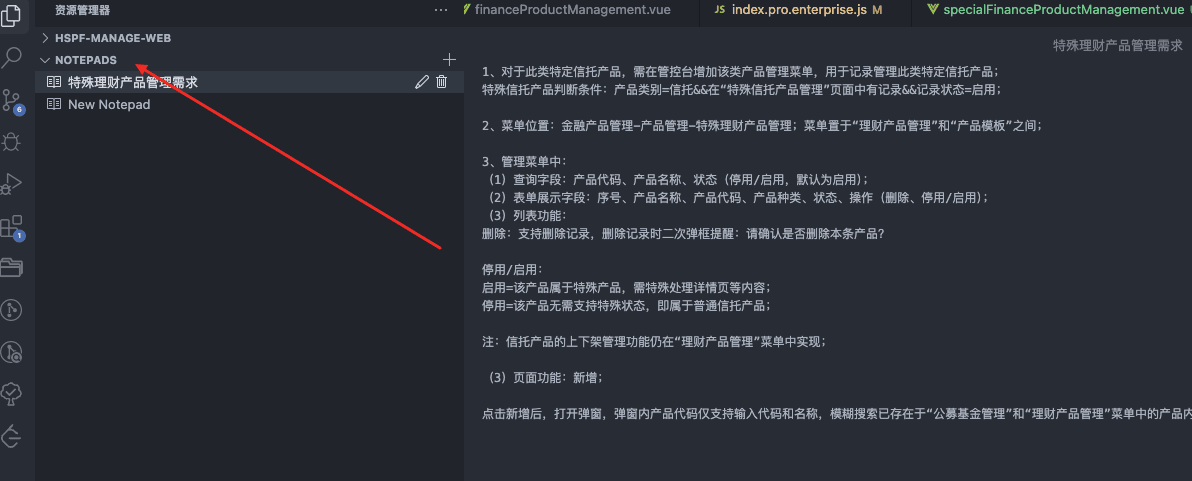 资源管理器
financeProductManagement.vue
JS index.pro.enterprise.js M
specialFinanceProductManagement.vue U
HSPF-MANAGE-WEB
NOTEPADS
特殊理财产品管理需求
New Notepad
6
1
特殊理财产品管理需求
1、对于此类特定信托产品，需在管控台增加该类产品管理菜单，用于记录管理此类特定信托产品；
特殊信托产品判断条件：产品类别=信托&&在“特殊信托产品管理”页面中有记录&&记录状态=启用；
2、菜单位置：金融产品管理-产品管理-特殊理财产品管理；菜单置于“理财产品管理”和“产品模板”之间；
3、管理菜单中：
（1）查询字段：产品代码、产品名称、状态（停用/启用，默认为启用）；
（2）表单展示字段：序号、产品名称、产品代码、产品种类、状态、操作（删除、停用/启用）；
（3）列表功能：
删除：支持删除记录，删除记录时二次弹框提醒：请确认是否删除本条产品？
停用/启用：
启用=该产品属于特殊产品，需特殊处理详情页等内容；
停用=该产品无需支持特殊状态，即属于普通信托产品；
注：信托产品的上下架管理功能仍在“理财产品管理”菜单中实现；
（3）页面功能：新增；
点击新增后，打开弹窗，弹窗内产品代码仅支持输入代码和名称，模糊搜索已存在于“公募基金管理”和“理财产品管理”菜单中的产品内